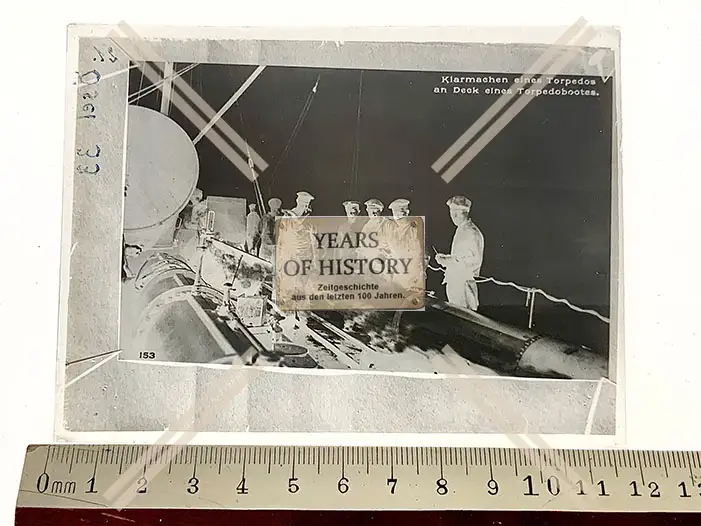 Klarmachen eines Torpedos
an Deck eines Torpedobootes.
YEARS
OF HISTORY
Zeitgeschichte
aus den letzten 100 Jahren.
153
0mm 1 2 3 4 5 6 7 8 9 10 11 12 13